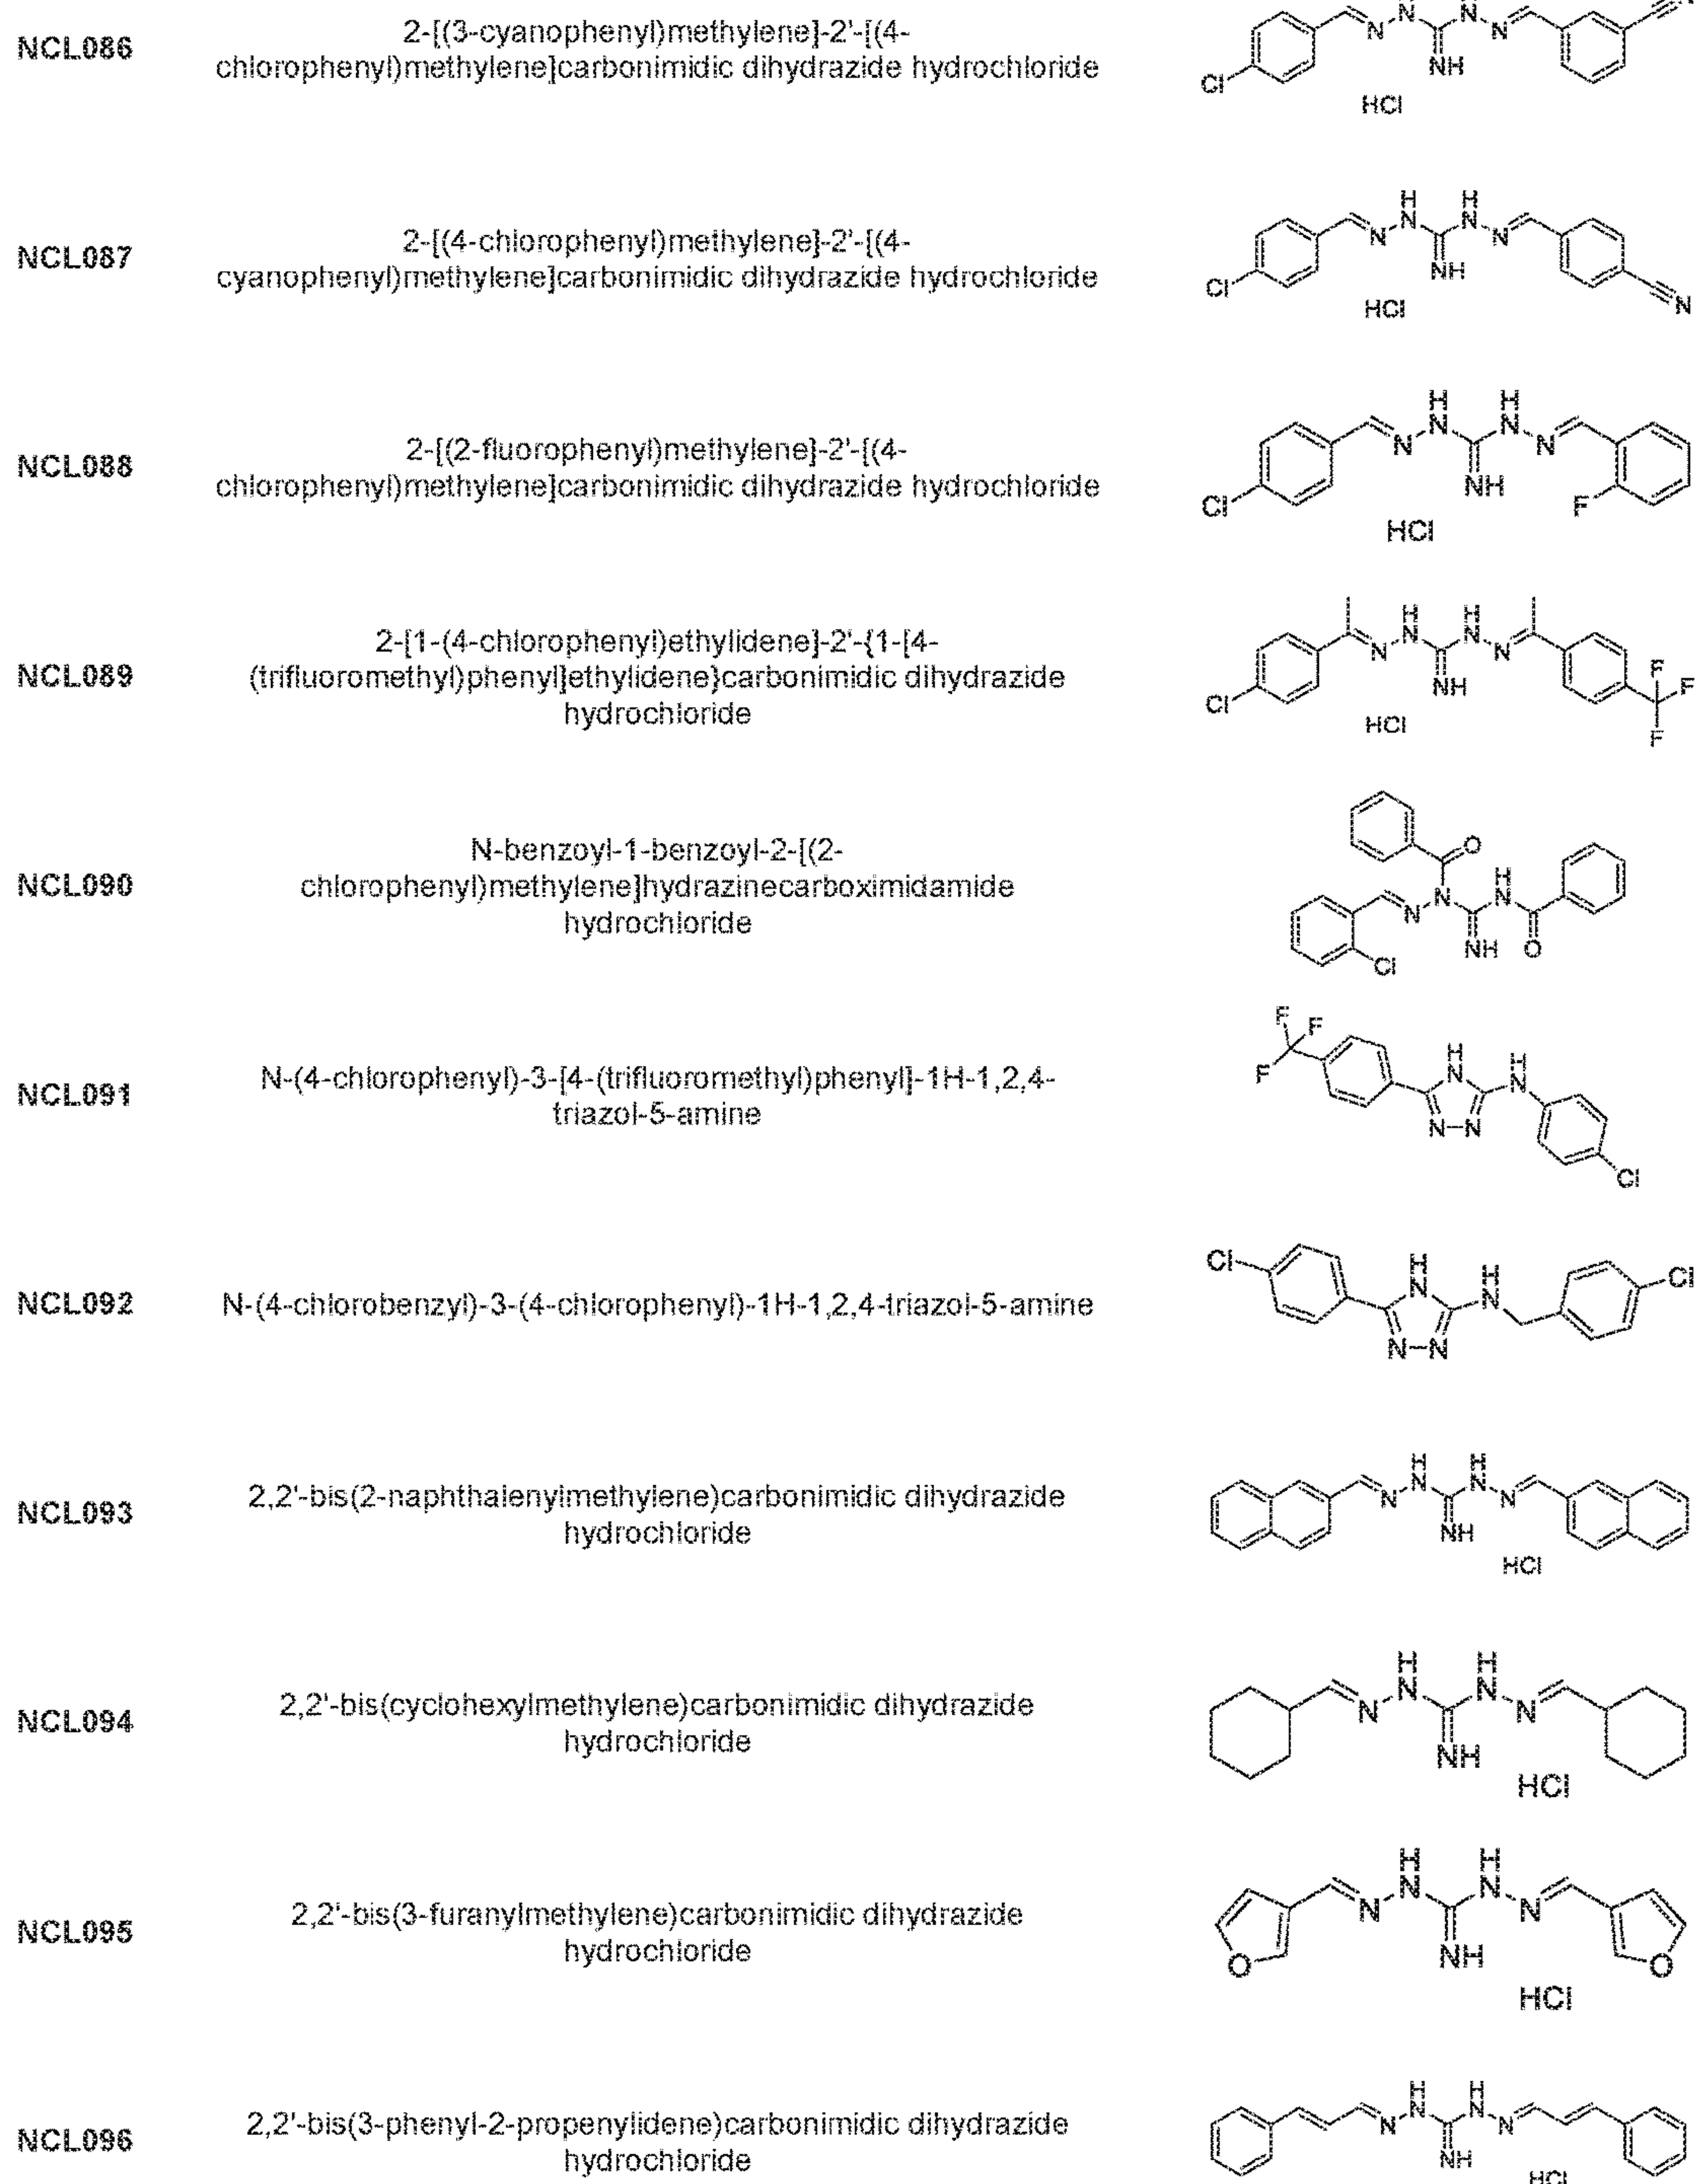 NCL086
2-[(3-cyanophenyl)methylene]-2'-[(4-
chlorophenyl)methylene]carbonimidic dihydrazide hydrochloride
N N N N
NH
Cl
HCl
NCL087
2-[(4-chlorophenyl)methylene]-2'-[(4-
cyanophenyl)methylene]carbonimidic dihydrazide hydrochloride
H H
N N N N
NH
Cl
N
HCl
NCL088
2-[(2-fluorophenyl)methylene]-2'-[(4-
chlorophenyl)methylene]carbonimidic dihydrazide hydrochloride
H H
N N N N
NH
Cl F
HCl
NCL089
2-[1-(4-chlorophenyl)ethylidene]-2'-{1-[4-
(trifluoromethyl)phenyl]ethylidene}carbonimidic dihydrazide
hydrochloride
H H
N N N N
NH
Cl
F
F
F
HCl
NCL090
N-benzoyl-1-benzoyl-2-[(2-
chlorophenyl)methylene]hydrazinecarboximidamide
hydrochloride
O
H
N N N
NH O
Cl
NCL091
N-(4-chlorophenyl)-3-[4-(trifluoromethyl)phenyl]-1H-1,2,4-
triazol-5-amine
F F
F
H H
N N
N N
Cl
NCL092
N-(4-chlorobenzyl)-3-(4-chlorophenyl)-1H-1,2,4-triazol-5-amine
Cl
H H
N N
Cl
N N
NCL093
2,2'-bis(2-naphthalenylmethylene)carbonimidic dihydrazide
hydrochloride
H H
N N N N
NH
HCl
NCL094
2,2'-bis(cyclohexylmethylene)carbonimidic dihydrazide
hydrochloride
H H
N N N N
NH
HCl
NCL095
2,2'-bis(3-furanylmethylene)carbonimidic dihydrazide
hydrochloride
H H
N N N N
NH
O O
HCl
NCL096
2,2'-bis(3-phenyl-2-propenylidene)carbonimidic dihydrazide
hydrochloride
H H
N N N N
NH
HCl